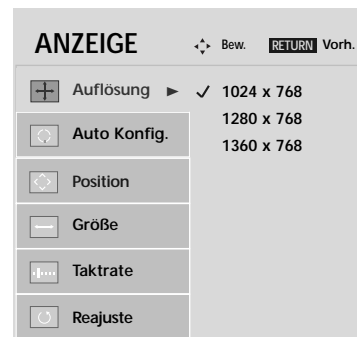 ANZEIGE Bew. RETURN Vorh.
Auflösung ► ✓ 1024 x 768
1280 x 768
Auto Konfig.
1360 x 768
Position
Größe
Taktrate
Reajuste